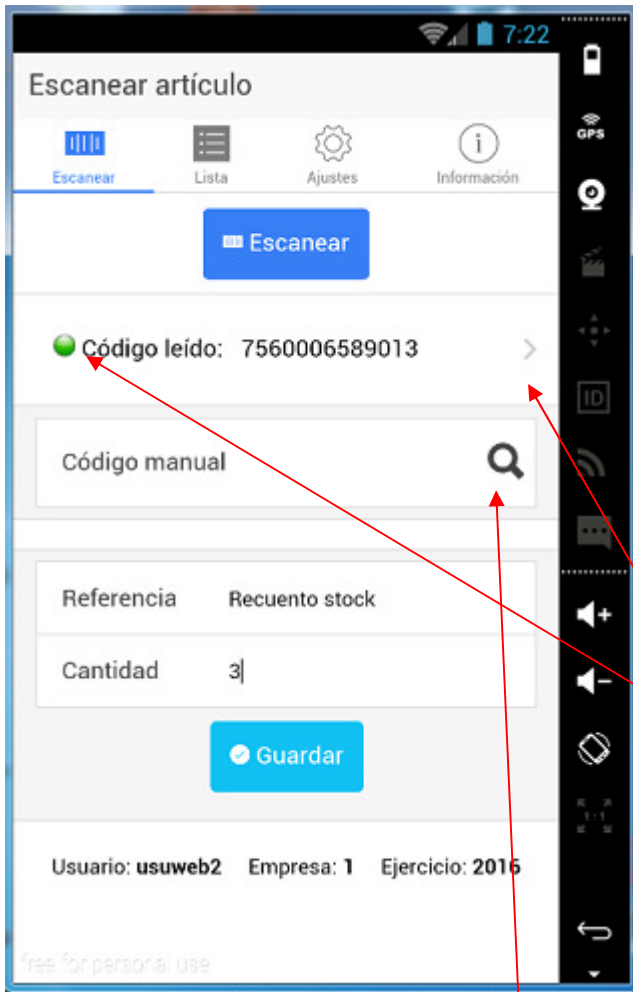 7:22
Escanear artículo
Escanear Lista Ajustes Información
Escanear
Código leído: 7560006589013
Código manual
Referencia Recuento stock
Cantidad 3
Guardar
Usuario: usuweb2 Empresa: 1 Ejercicio: 2016
free for personal use
GPS
ID
1:1